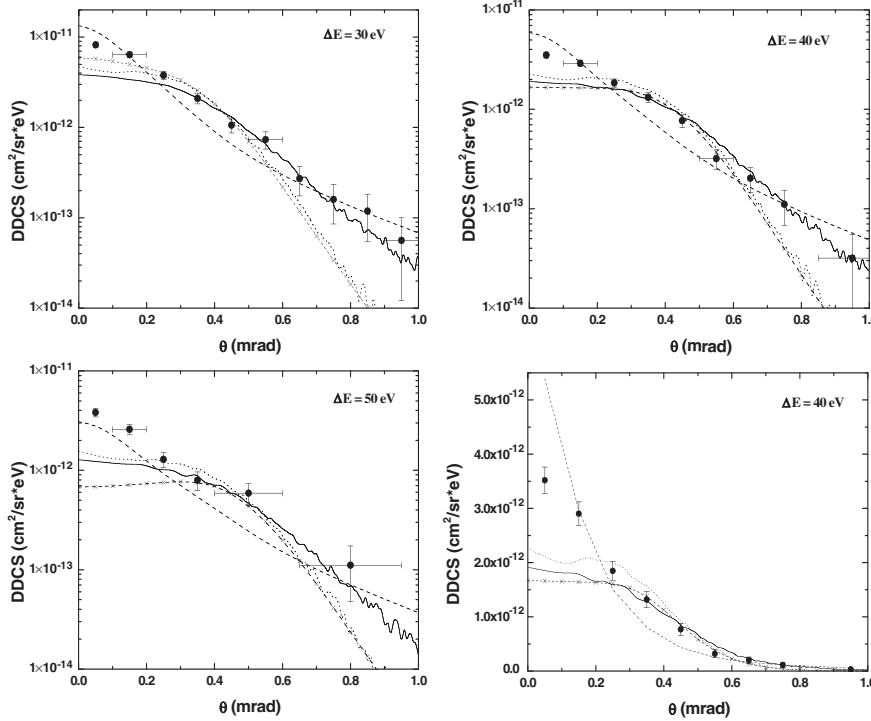 1×10⁻¹¹
ΔE = 30 eV
1×10⁻¹²
DDCS (cm²/sr*eV)
1×10⁻¹³
1×10⁻¹⁴
0.0 0.2 0.4 0.6 0.8 1.0
θ (mrad)
1×10⁻¹¹
ΔE = 40 eV
1×10⁻¹²
DDCS (cm²/sr*eV)
1×10⁻¹³
1×10⁻¹⁴
0.0 0.2 0.4 0.6 0.8 1.0
θ (mrad)
1×10⁻¹¹
ΔE = 50 eV
1×10⁻¹²
DDCS (cm²/sr*eV)
1×10⁻¹³
1×10⁻¹⁴
0.0 0.2 0.4 0.6 0.8 1.0
θ (mrad)
5.0x10⁻¹²
ΔE = 40 eV
4.0x10⁻¹²
3.0x10⁻¹²
DDCS (cm²/sr*eV)
2.0x10⁻¹²
1.0x10⁻¹²
0.0
0.0 0.2 0.4 0.6 0.8 1.0
θ (mrad)